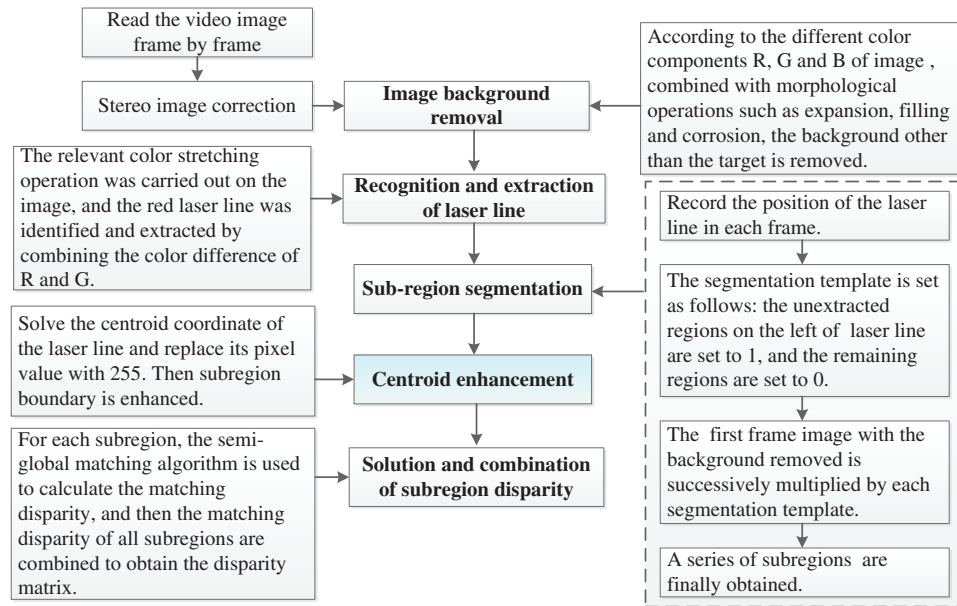 Read the video image
frame by frame
Stereo image correction
Image background
removal
According to the different color
components R, G and B of image ,
combined with morphological
operations such as expansion, filling
and corrosion, the background other
than the target is removed.
The relevant color stretching
operation was carried out on the
image, and the red laser line was
identified and extracted by
combining the color difference of
R and G.
Recognition and extraction
of laser line
Record the position of the laser
line in each frame.
Sub-region segmentation
The segmentation template is set
as follows: the unextracted
regions on the left of laser line
are set to 1, and the remaining
regions are set to 0.
Solve the centroid coordinate of
the laser line and replace its pixel
value with 255. Then subregion
boundary is enhanced.
Centroid enhancement
The first frame image with the
background removed is
successively multiplied by each
segmentation template.
For each subregion, the semi-
global matching algorithm is used
to calculate the matching
disparity, and then the matching
disparity of all subregions are
combined to obtain the disparity
matrix.
Solution and combination
of subregion disparity
A series of subregions are
finally obtained.